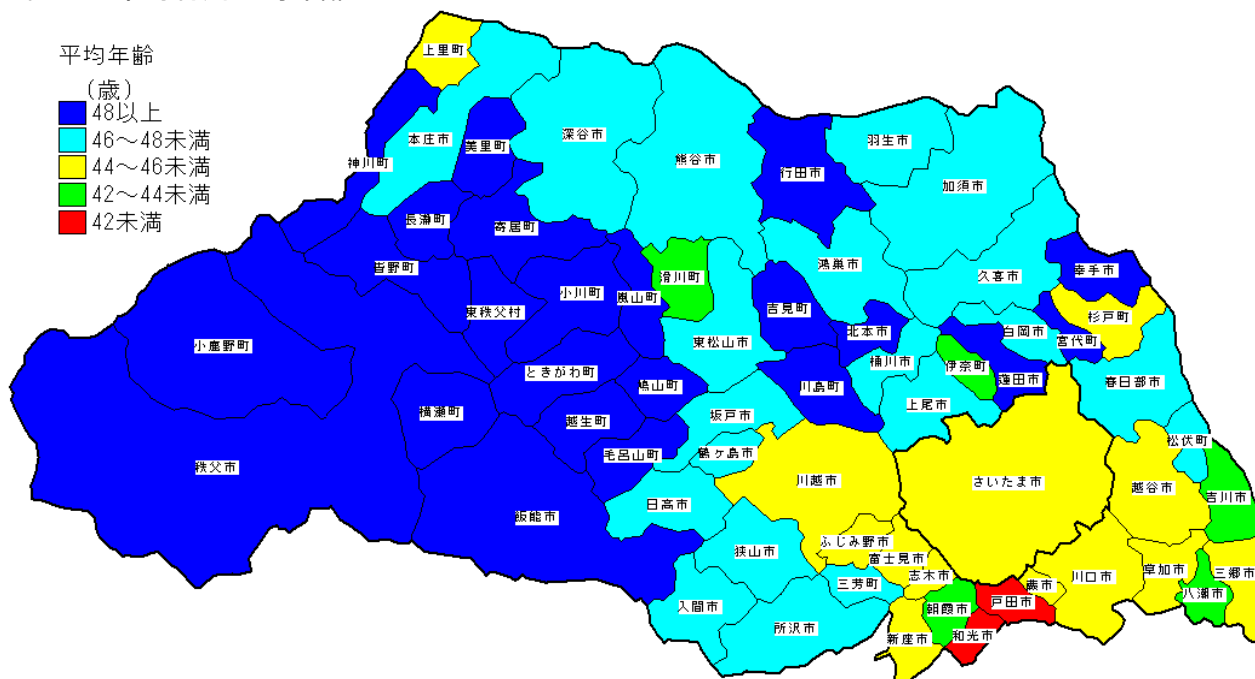 平均年齢
(歳)
48以上
46～48未満
44～46未満
42～44未満
42未満
上里町
本庄市
美里町
神川町
深谷市
熊谷市
行田市
羽生市
加須市
長瀞町
寄居町
皆野町
小川町
嵐山町
滑川町
東秩父村
吉見町
鴻巣市
久喜市
幸手市
杉戸町
北本市
白岡市
宮代町
東松山市
小鹿野町
ときがわ町
鳩山町
川島町
桶川市
伊奈町
蓮田市
春日部市
横瀬町
越生町
坂戸市
上尾市
松伏町
毛呂山町
鶴ヶ島市
秩父市
川越市
さいたま市
越谷市
吉川市
日高市
飯能市
狭山市
ふじみ野市
富士見市
志木市
三芳町
入間市
所沢市
新座市
朝霞市
和光市
戸田市
蕨市
川口市
草加市
八潮市
三郷市